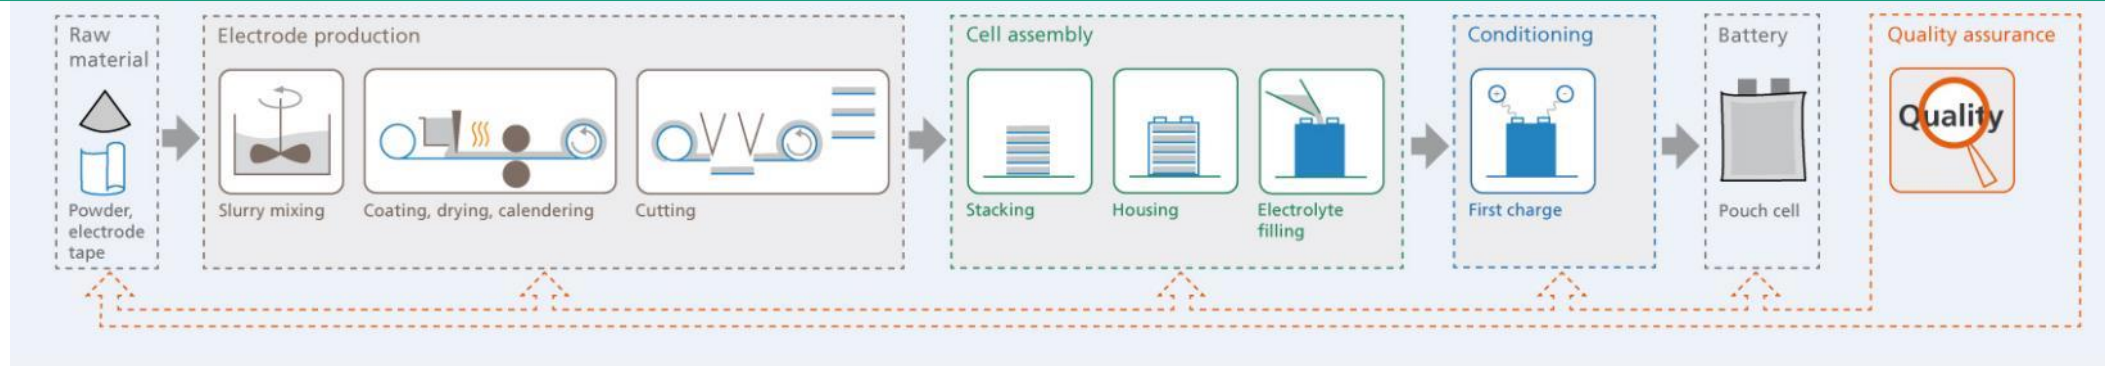 Raw
material
Powder,
electrode
tape
Electrode production
Slurry mixing
Coating, drying, calendering
Cutting
Cell assembly
Stacking
Housing
Electrolyte
filling
Conditioning
+
-
First charge
Battery
Pouch cell
Quality assurance
Quality